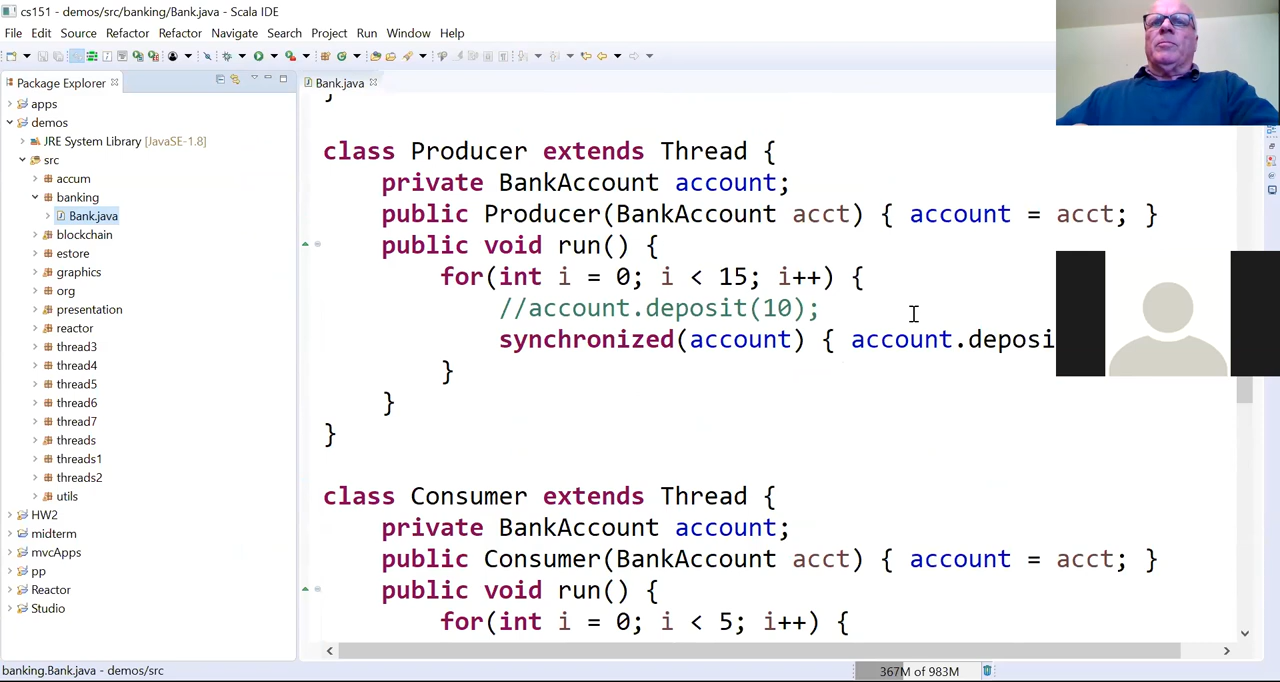 cs151 - demos/src/banking/Bank.java - Scala IDE
File Edit Source Refactor Refactor Navigate Search Project Run Window Help
Package Explorer
Bank.java
apps
demos
JRE System Library [JavaSE-1.8]
src
accum
banking
Bank.java
blockchain
estore
graphics
org
presentation
reactor
thread3
thread4
thread5
thread6
thread7
threads
threads1
threads2
utils
HW2
midterm
mvcApps
pp
Reactor
Studio
}
class Producer extends Thread {
private BankAccount account;
public Producer(BankAccount acct) { account = acct; }
public void run() {
for(int i = 0; i < 15; i++) {
//account.deposit(10);
synchronized(account) { account.deposi
}
}
}
class Consumer extends Thread {
private BankAccount account;
public Consumer(BankAccount acct) { account = acct; }
public void run() {
for(int i = 0; i < 5; i++) {
banking.Bank.java - demos/src
367M of 983M